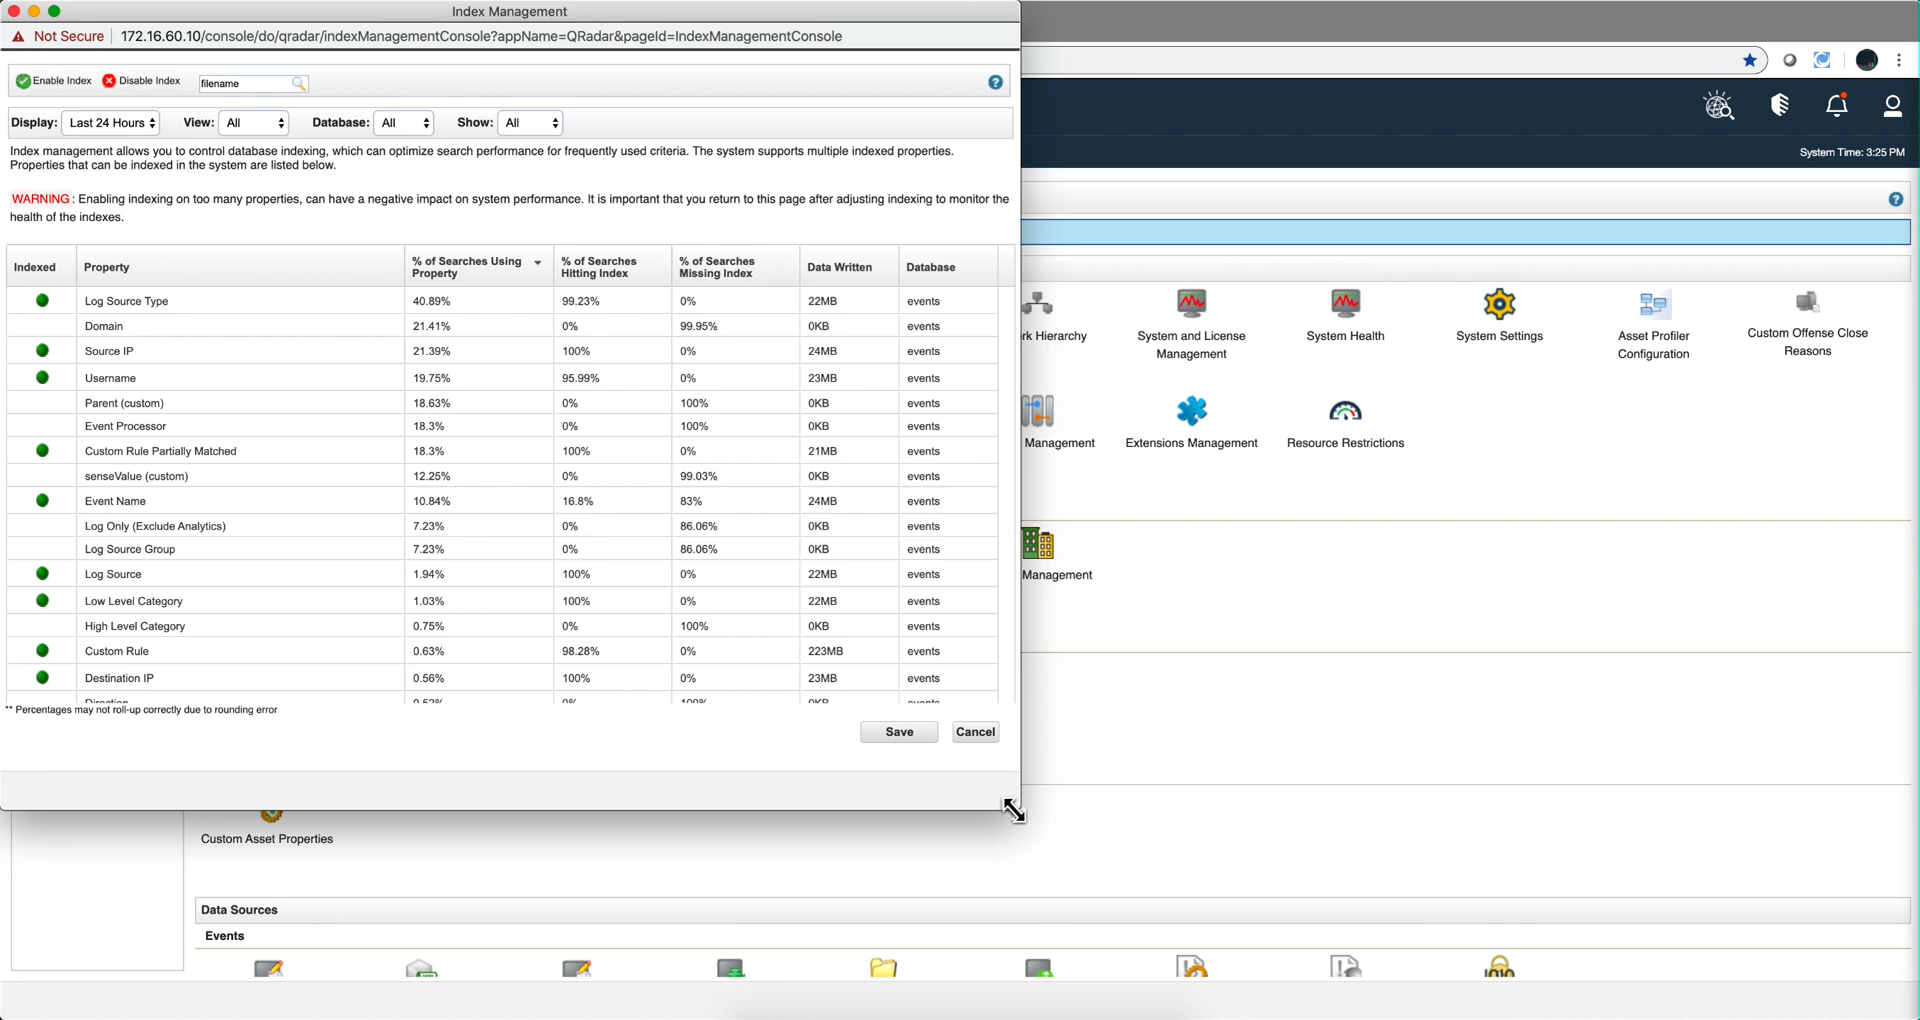 Index Management
Not Secure 172.16.60.10/console/do/qradar/indexManagementConsole?appName=QRadar&pageId=IndexManagementConsole
Enable Index Disable Index filename
Display: Last 24 Hours View: All Database: All Show: All
Index management allows you to control database indexing, which can optimize search performance for frequently used criteria. The system supports multiple indexed properties.
Properties that can be indexed in the system are listed below.
WARNING : Enabling indexing on too many properties, can have a negative impact on system performance. It is important that you return to this page after adjusting indexing to monitor the
health of the indexes.
Indexed Property % of Searches Using Property % of Searches Hitting Index % of Searches Missing Index Data Written Database
Log Source Type 40.89% 99.23% 0% 22MB events
Domain 21.41% 0% 99.95% 0KB events
Source IP 21.39% 100% 0% 24MB events
Username 19.75% 95.99% 0% 23MB events
Parent (custom) 18.63% 0% 100% 0KB events
Event Processor 18.3% 0% 100% 0KB events
Custom Rule Partially Matched 18.3% 100% 0% 21MB events
senseValue (custom) 12.25% 0% 99.03% 0KB events
Event Name 10.84% 16.8% 83% 24MB events
Log Only (Exclude Analytics) 7.23% 0% 86.06% 0KB events
Log Source Group 7.23% 0% 86.06% 0KB events
Log Source 1.94% 100% 0% 22MB events
Low Level Category 1.03% 100% 0% 22MB events
High Level Category 0.75% 0% 100% 0KB events
Custom Rule 0.63% 98.28% 0% 223MB events
Destination IP 0.56% 100% 0% 23MB events
Direction 0.52% 0% 100% 0KB events
** Percentages may not roll-up correctly due to rounding error
Save Cancel
System Time: 3:25 PM
rk Hierarchy
System and License
Management
System Health
System Settings
Asset Profiler
Configuration
Custom Offense Close
Reasons
Management
Extensions Management
Resource Restrictions
Management
Custom Asset Properties
Data Sources
Events